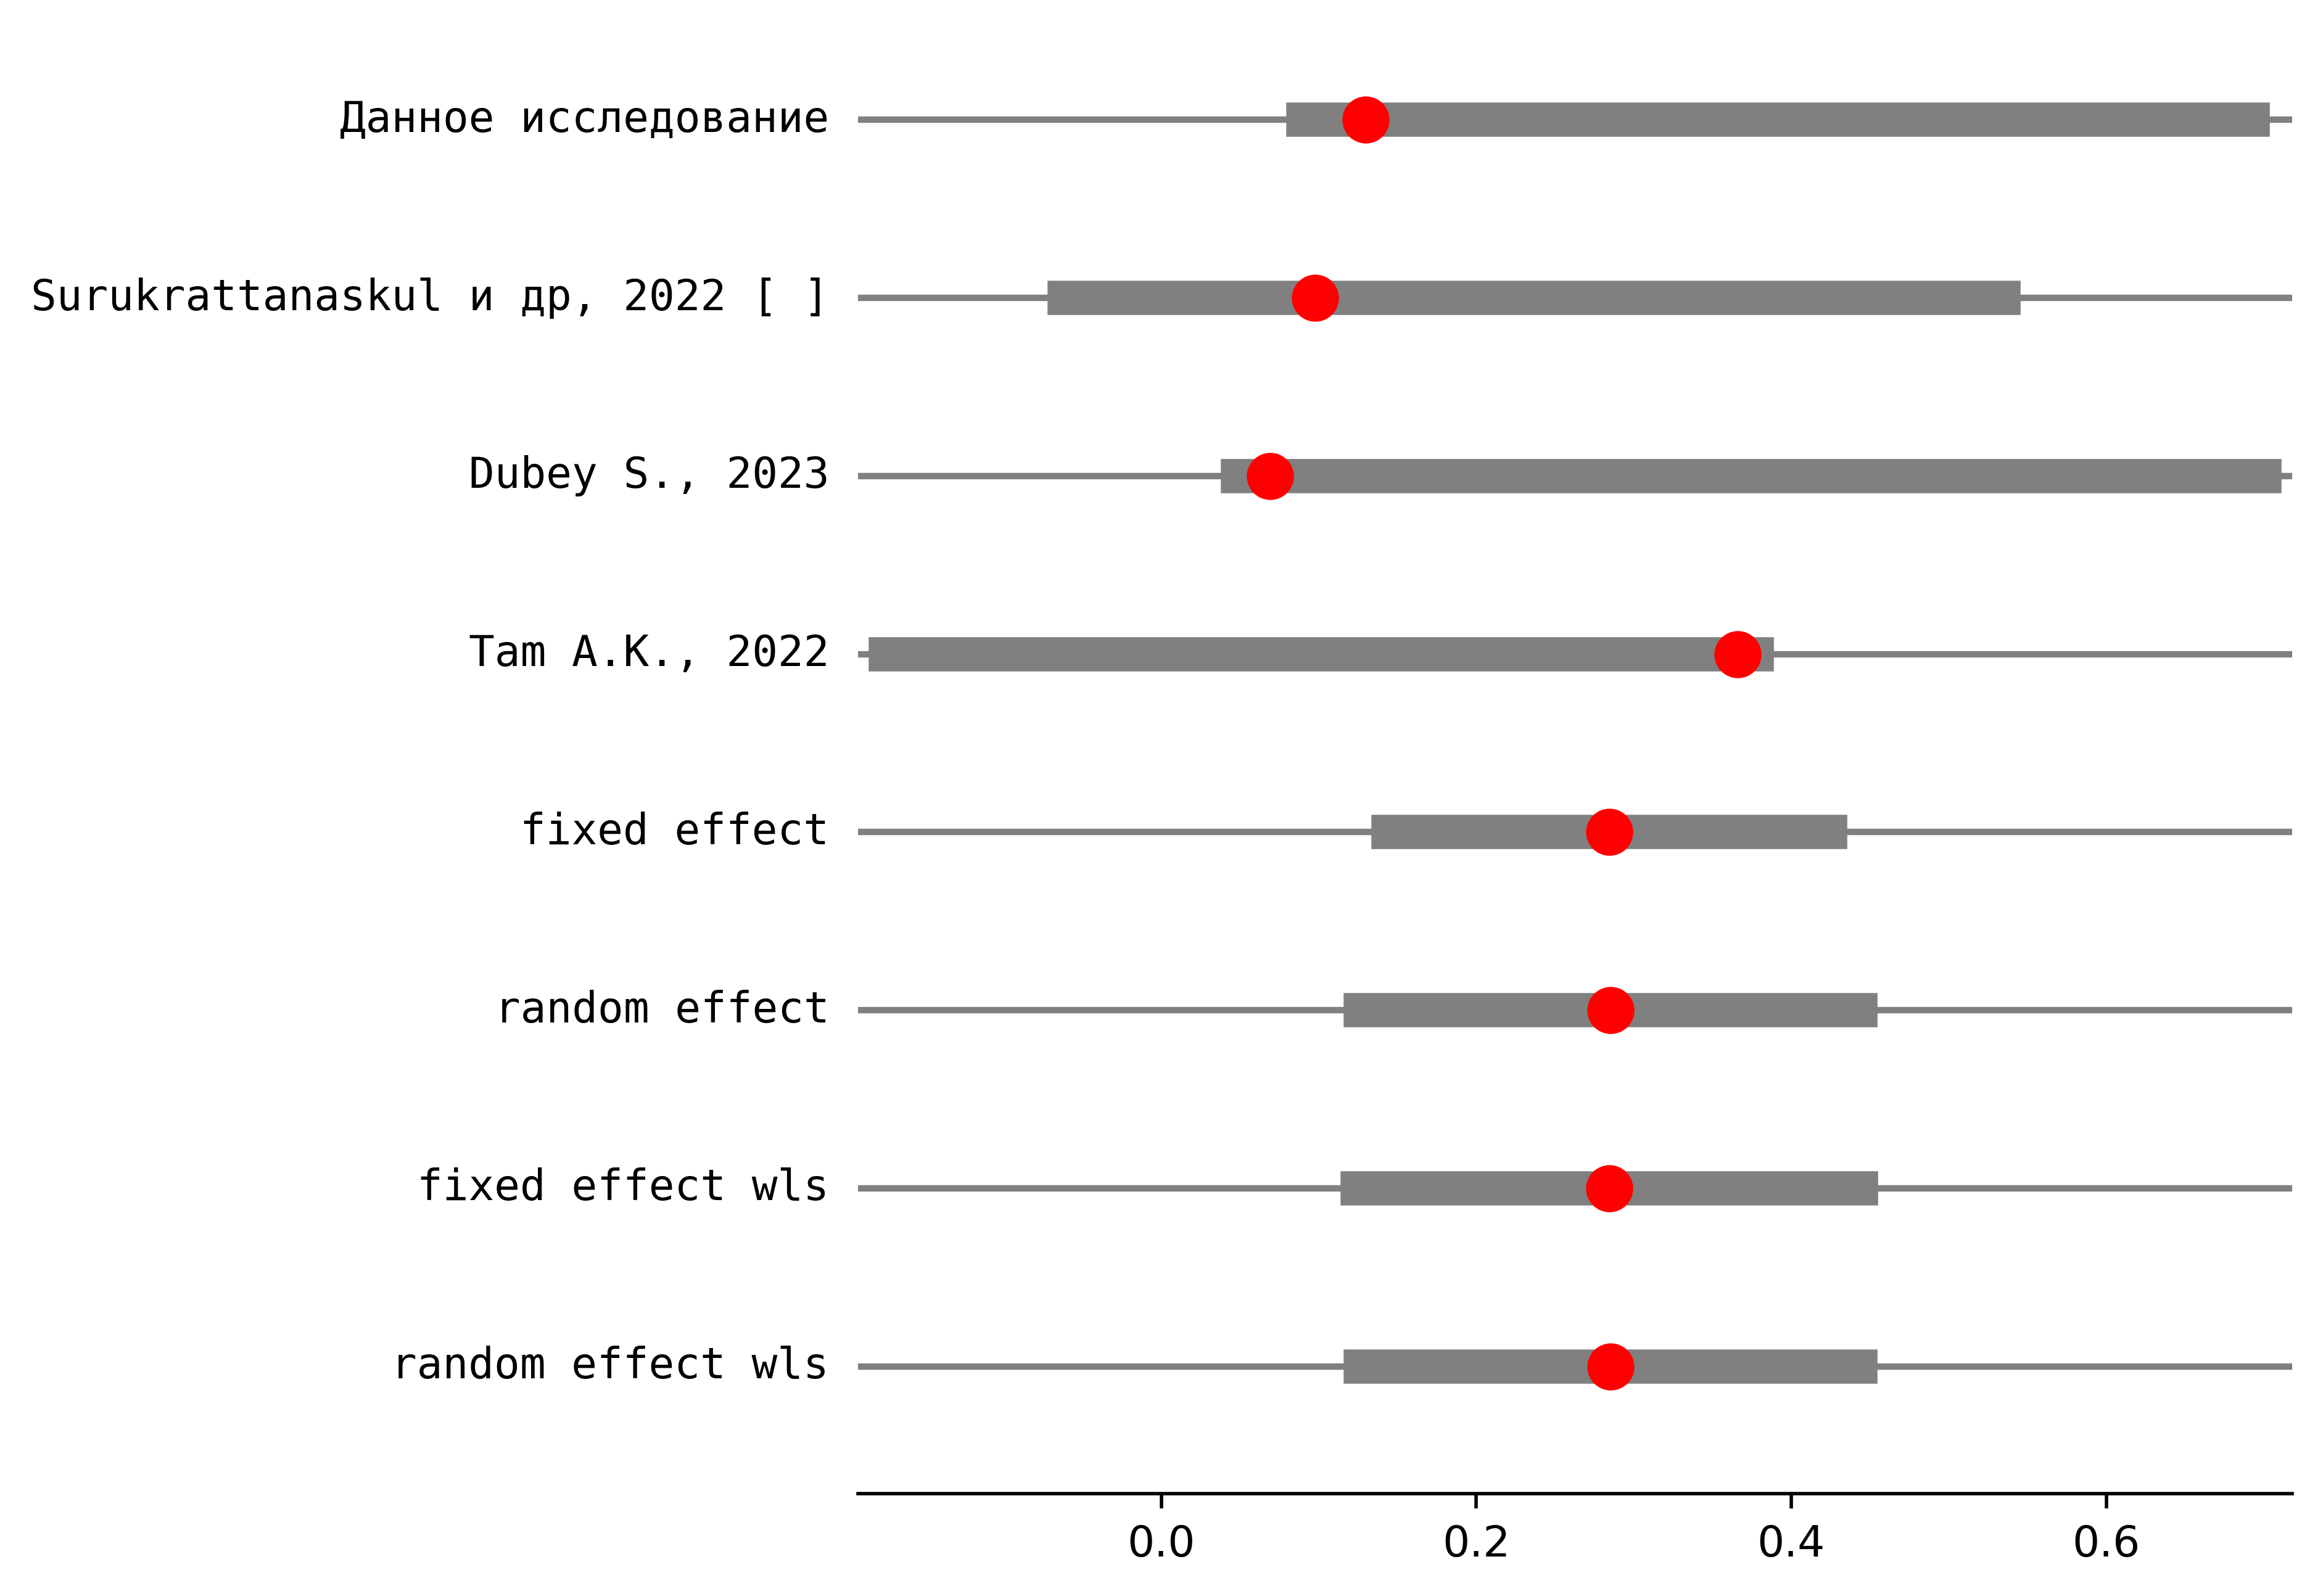 Данное исследование
Surukrattanaskul и др, 2022 [ ]
Dubey S., 2023
Tam A.K., 2022
fixed effect
random effect
fixed effect wls
random effect wls
0.0 0.2 0.4 0.6